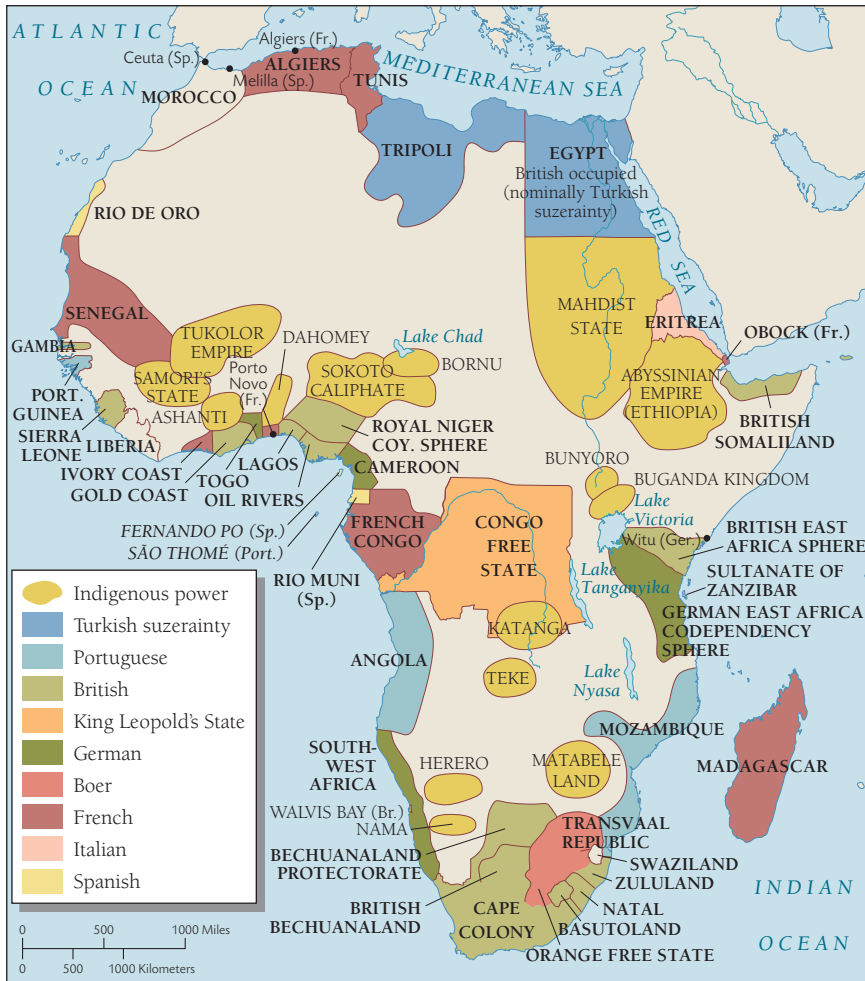 ATLANTIC
OCEAN
Ceuta (Sp.)
Algiers (Fr.)
Melilla (Sp.)
ALGIERS
TUNIS
MOROCCO
MEDITERRANEAN SEA
TRIPOLI
EGYPT
British occupied
(nominally Turkish
suzerainty)
RED SEA
RIO DE ORO
SENEGAL
GAMBIA
TUKOLOR
EMPIRE
DAHOMEY
Lake Chad
BORNU
MAHDIST
STATE
ERITREA
OBOCK (Fr.)
SAMORI'S
STATE
Porto
Novo
(Fr.)
SOKOTO
CALIPHATE
ABYSSINIAN
EMPIRE
(ETHIOPIA)
PORT.
GUINEA
ASHANTI
SIERRA
LEONE
LIBERIA
ROYAL NIGER
COY. SPHERE
BRITISH
SOMALILAND
IVORY COAST
GOLD COAST
TOGO
LAGOS
OIL RIVERS
CAMEROON
BUNYORO
BUGANDA KINGDOM
Lake
Victoria
FERNANDO PO (Sp.)
SÃO THOMÉ (Port.)
FRENCH
CONGO
CONGO
FREE
STATE
Witu (Ger.)
BRITISH EAST
AFRICA SPHERE
RIO MUNI
(Sp.)
Lake
Tanganyika
SULTANATE OF
ZANZIBAR
GERMAN EAST AFRICA
CODEPENDENCY
SPHERE
KATANGA
ANGOLA
TEKE
Lake
Nyasa
MOZAMBIQUE
MADAGASCAR
SOUTH-
WEST
AFRICA
HERERO
MATABELE
LAND
WALVIS BAY (Br.)
NAMA
TRANSVAAL
REPUBLIC
BECHUANALAND
PROTECTORATE
SWAZILAND
ZULULAND
BRITISH
BECHUANALAND
CAPE
COLONY
NATAL
BASUTOLAND
ORANGE FREE STATE
INDIAN
OCEAN
Indigenous power
Turkish suzerainty
Portuguese
British
King Leopold's State
German
Boer
French
Italian
Spanish
0 500 1000 Miles
0 500 1000 Kilometers